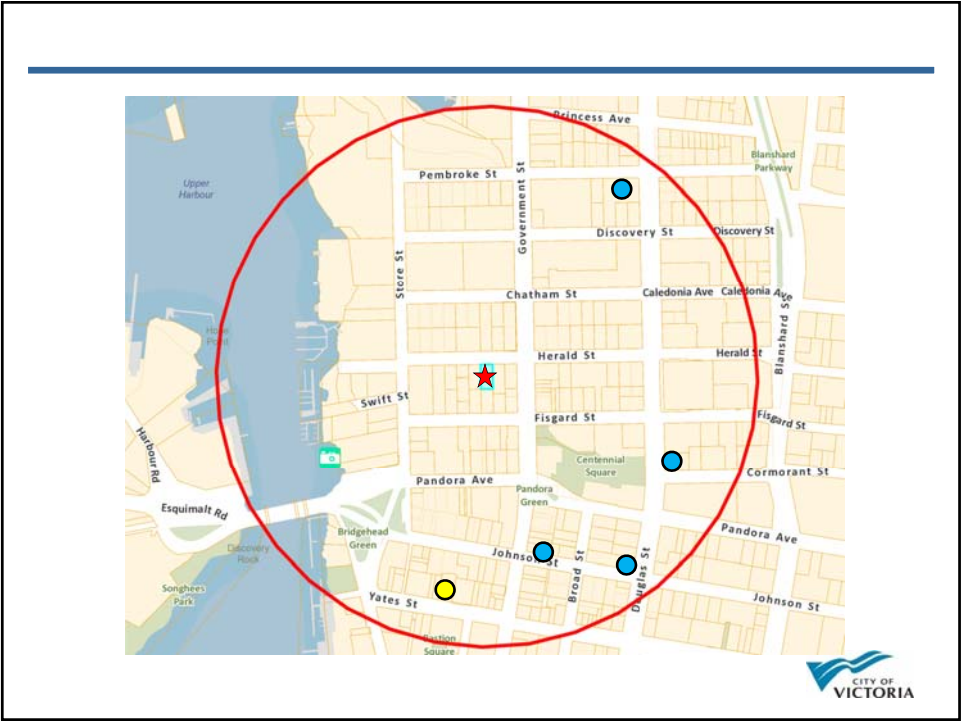 Princess Ave
Blanshard
Parkway
Pembroke St
Upper
Harbour
Government St
Discovery St
Discovery St
Store St
Chatham St
Caledonia Ave
Caledonia Ave
Blanshard St
Hope
Point
Herald St
Herald St
Swift St
Fisgard St
Fisgard St
Harbour Rd
Centennial
Square
Cormorant St
Pandora Ave
Pandora
Green
Esquimalt Rd
Bridgehead
Green
Pandora Ave
Discovery
Rock
Johnson St
Broad St
Douglas St
Songhees
Park
Yates St
Johnson St
Bastion
Square
CITY OF
VICTORIA